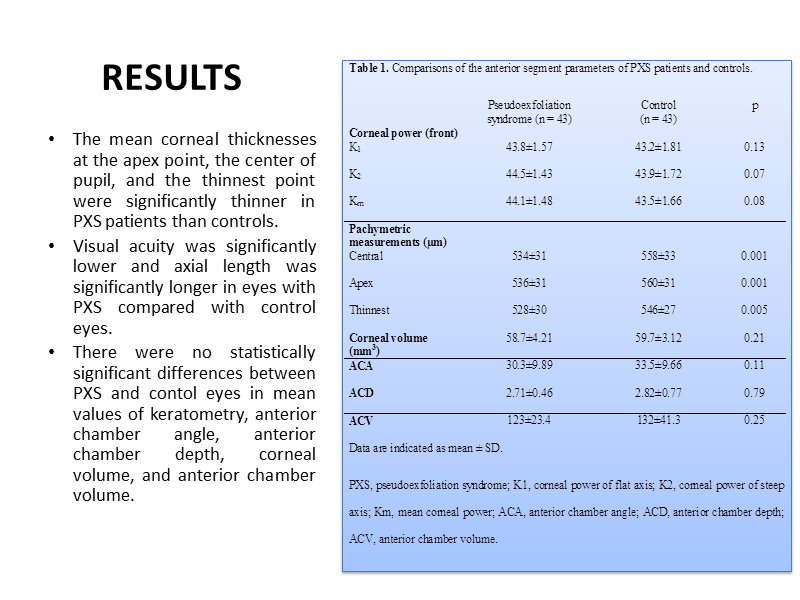 RESULTS
• The mean corneal thicknesses
at the apex point, the center of
pupil, and the thinnest point
were significantly thinner in
PXS patients than controls.
• Visual acuity was significantly
lower and axial length was
significantly longer in eyes with
PXS compared with control
eyes.
• There were no statistically
significant differences between
PXS and contol eyes in mean
values of keratometry, anterior
chamber angle, anterior
chamber depth, corneal
volume, and anterior chamber
volume.
Table 1. Comparisons of the anterior segment parameters of PXS patients and controls.
Pseudoexfoliation Control p
syndrome (n = 43) (n = 43)
Corneal power (front)
K1 43.8±1.57 43.2±1.81 0.13
K2 44.5±1.43 43.9±1.72 0.07
Km 44.1±1.48 43.5±1.66 0.08
Pachymetric
measurements (µm)
Central 534±31 558±33 0.001
Apex 536±31 560±31 0.001
Thinnest 528±30 546±27 0.005
Corneal volume 58.7±4.21 59.7±3.12 0.21
(mm3)
ACA 30.3±9.89 33.5±9.66 0.11
ACD 2.71±0.46 2.82±0.77 0.79
ACV 123±23.4 132±41.3 0.25
Data are indicated as mean ± SD.
PXS, pseudoexfoliation syndrome; K1, corneal power of flat axis; K2, corneal power of steep
axis; Km, mean corneal power; ACA, anterior chamber angle; ACD, anterior chamber depth;
ACV, anterior chamber volume.